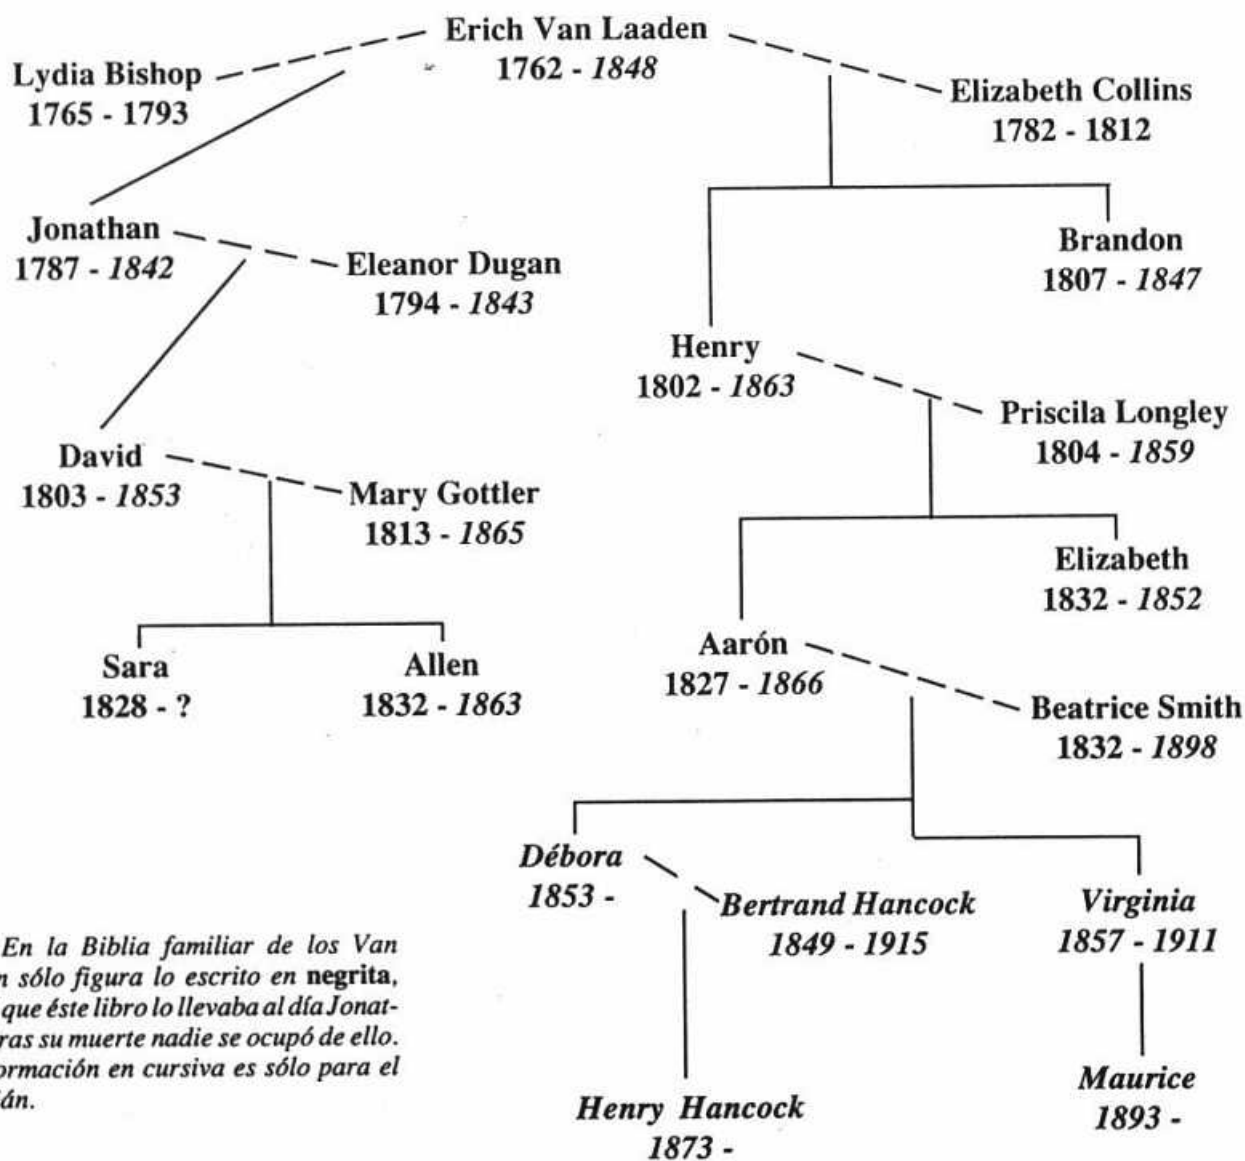 Erich Van Laaden
1762 - 1848
Lydia Bishop
1765 - 1793
Elizabeth Collins
1782 - 1812
Jonathan
1787 - 1842
Eleanor Dugan
1794 - 1843
Brandon
1807 - 1847
Henry
1802 - 1863
Priscila Longley
1804 - 1859
David
1803 - 1853
Mary Gottler
1813 - 1865
Elizabeth
1832 - 1852
Sara
1828 - ?
Allen
1832 - 1863
Aarón
1827 - 1866
Beatrice Smith
1832 - 1898
Débora
1853 -
Bertrand Hancock
1849 - 1915
Virginia
1857 - 1911
Henry Hancock
1873 -
Maurice
1893 -
En la Biblia familiar de los Van
n sólo figura lo escrito en negrita,
que éste libro lo llevaba al día Jonat-
ras su muerte nadie se ocupó de ello.
ormación en cursiva es sólo para el
ián.